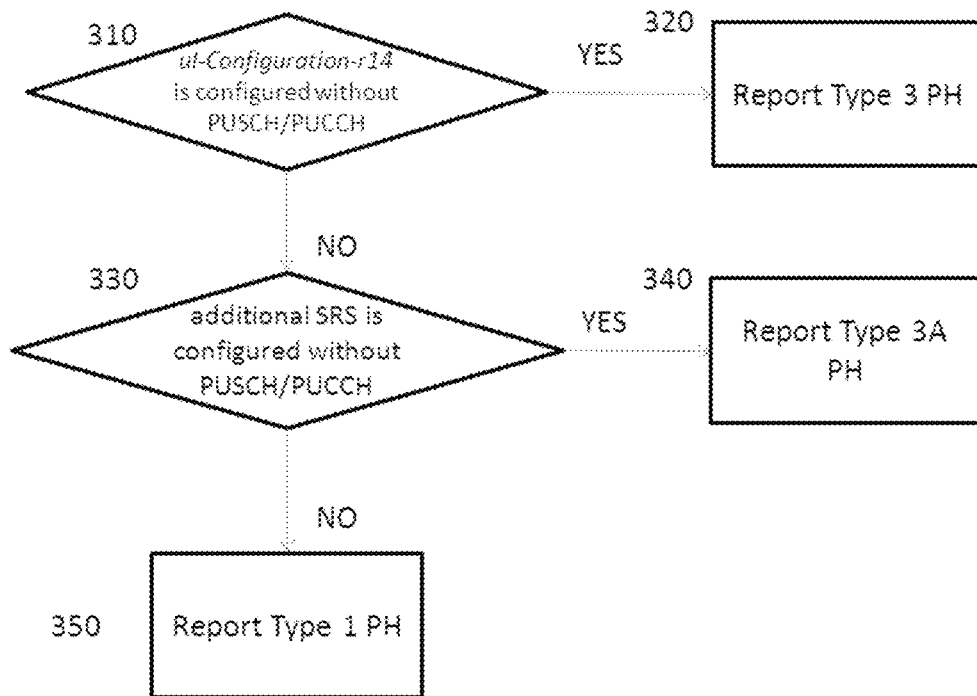 310
ul-Configuration-r14
is configured without
PUSCH/PUCCH
YES
320
Report Type 3 PH
NO
330
additional SRS is
configured without
PUSCH/PUCCH
YES
340
Report Type 3A
PH
NO
350
Report Type 1 PH